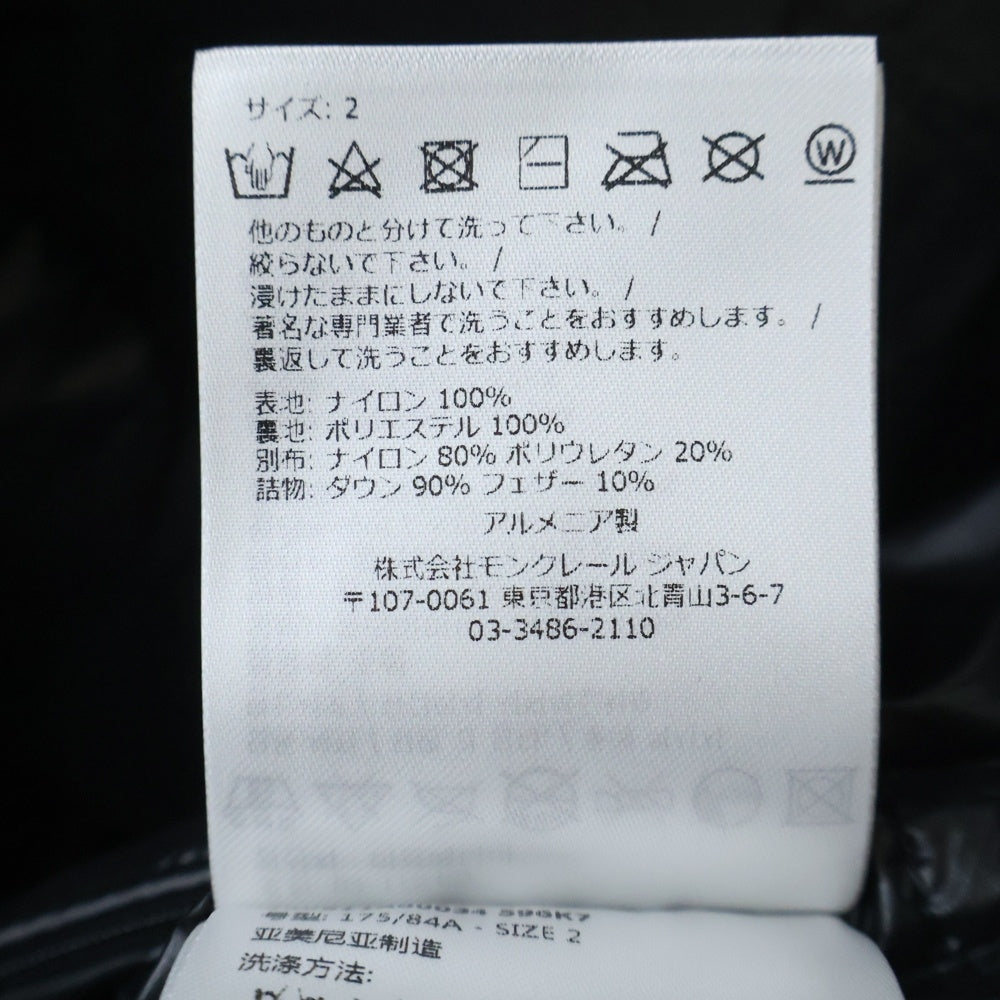 サイズ: 2
W
他のものと分けて洗って下さい。 /
絞らないで下さい。 /
浸けたままにしないで下さい。 /
著名な専門業者で洗うことをおすすめします。 /
裏返して洗うことをおすすめします。
表地: ナイロン 100%
裏地: ポリエステル 100%
別布: ナイロン 80% ポリウレタン 20%
詰物: ダウン 90% フェザー 10%
アルメニア製
株式会社モンクレール ジャパン
〒107-0061 東京都港区北青山3-6-7
03-3486-2110
596K7
号型: 175/84A - SIZE 2
亚美尼亚制造
洗涤方法: